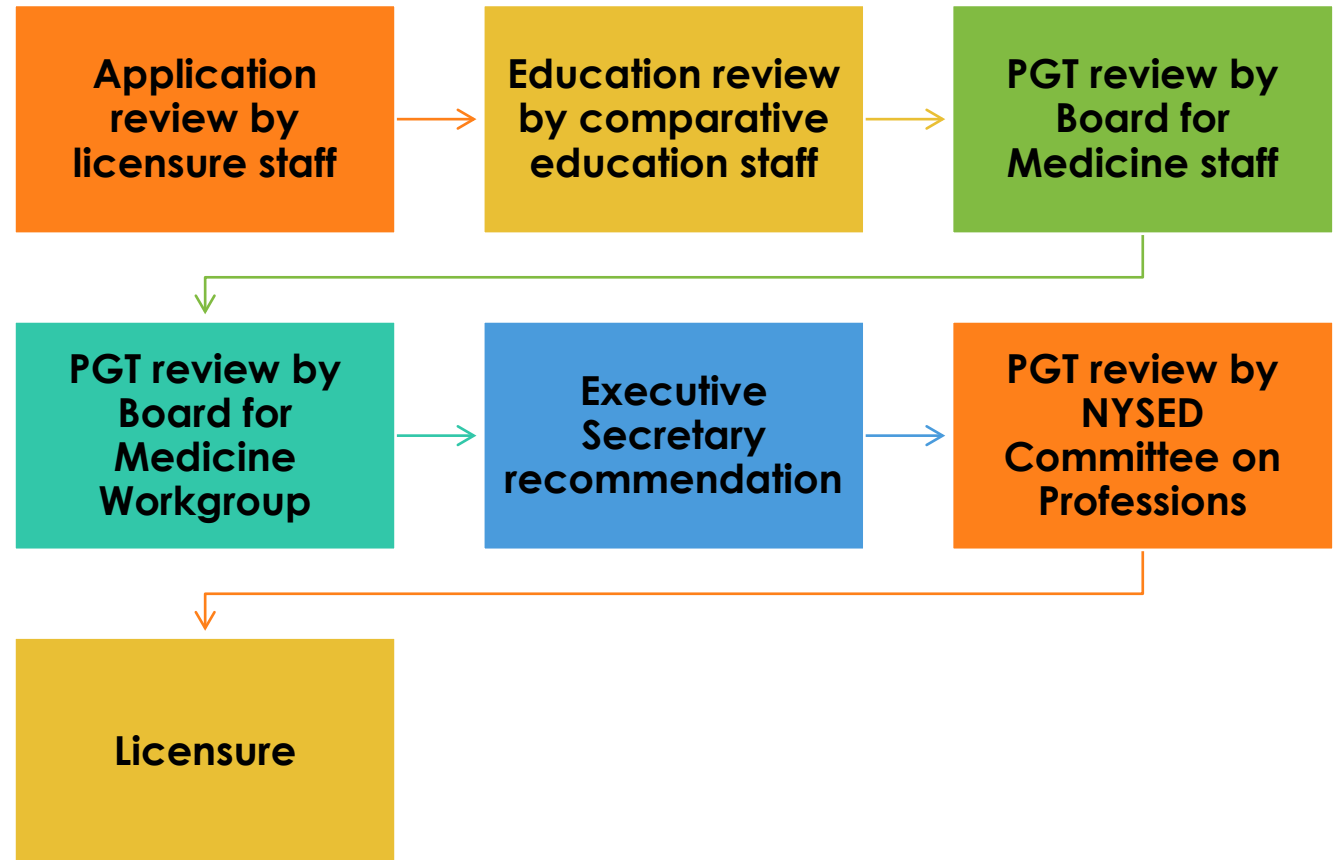 Application
review by
licensure staff
Education review
by comparative
education staff
PGT review by
Board for
Medicine staff
PGT review by
Board for
Medicine
Workgroup
Executive
Secretary
recommendation
PGT review by
NYSED
Committee on
Professions
Licensure